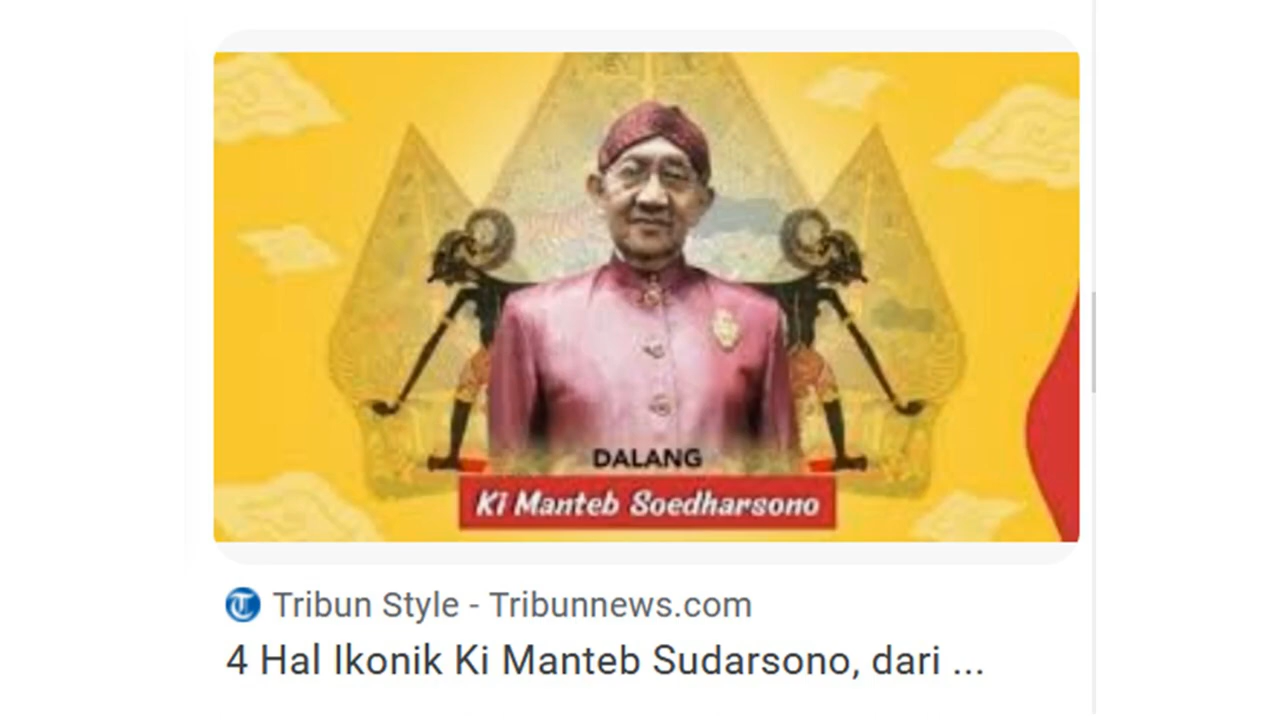 DALANG
Ki Manteb Soedharsono
Tribun Style - Tribunnews.com
4 Hal Ikonik Ki Manteb Sudarsono, dari ...